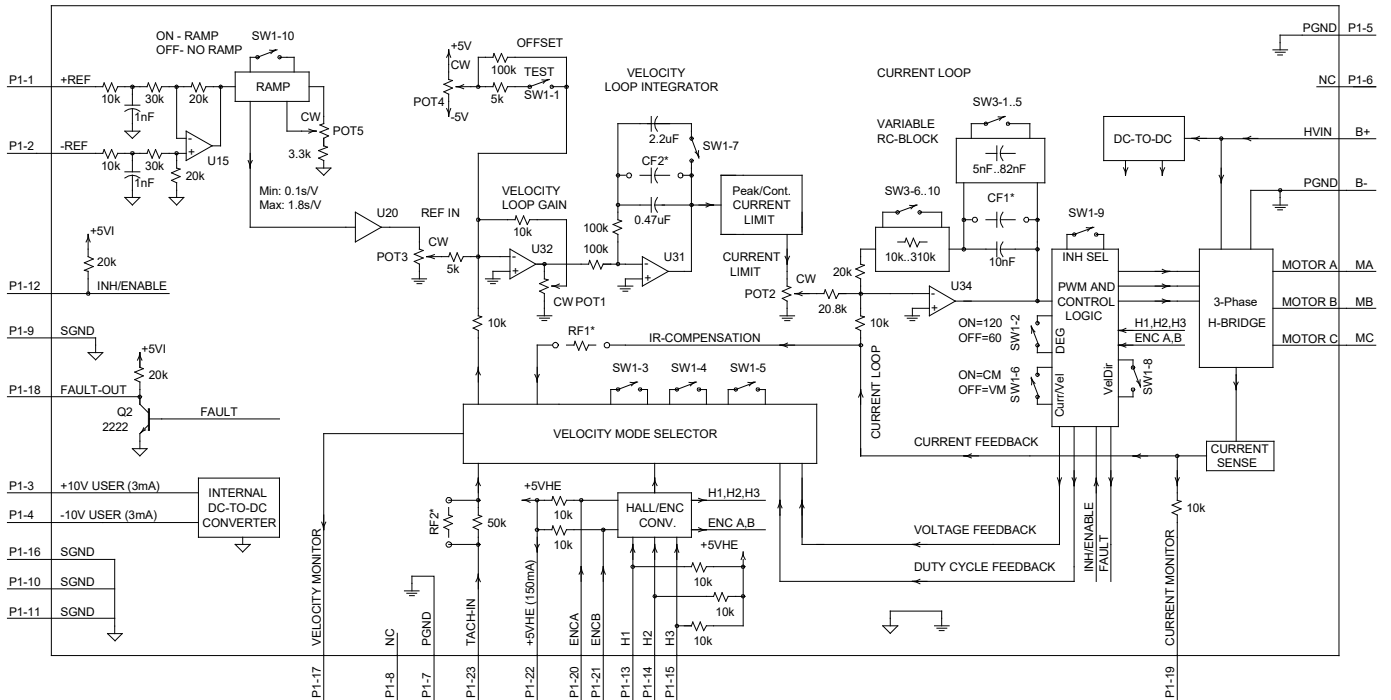 ON - RAMP
OFF- NO RAMP
SW1-10
P1-1 +REF
10k
30k
20k
RAMP
1nF
CW
POT5
3.3k
P1-2 -REF
10k
30k
1nF
20k
U15
Min: 0.1s/V
Max: 1.8s/V
U20
REF IN
CW
POT3
5k
+5V
CW
POT4
-5V
OFFSET
100k
TEST
5k
SW1-1
VELOCITY
LOOP GAIN
10k
U32
CW POT1
VELOCITY
LOOP INTEGRATOR
2.2uF
SW1-7
CF2*
0.47uF
100k
100k
U31
Peak/Cont.
CURRENT
LIMIT
CURRENT
LIMIT
CW
POT2
20.8k
CURRENT LOOP
SW3-1..5
VARIABLE
RC-BLOCK
5nF..82nF
SW3-6..10
CF1*
10nF
10k..310k
20k
U34
10k
SW1-9
INH SEL
PWM AND
CONTROL
LOGIC
ON=120
OFF=60
SW1-2
DEG
ON=CM
OFF=VM
SW1-6
Curr/Vel
VelDir
SW1-8
H1,H2,H3
ENC A,B
DC-TO-DC
3-Phase
H-BRIDGE
CURRENT
SENSE
PGND P1-5
NC P1-6
HVIN B+
PGND B-
MOTOR A MA
MOTOR B MB
MOTOR C MC
+5VI
20k
P1-12 INH/ENABLE
P1-9 SGND
+5VI
20k
P1-18 FAULT-OUT
Q2
2222
FAULT
P1-3 +10V USER (3mA)
P1-4 -10V USER (3mA)
INTERNAL
DC-TO-DC
CONVERTER
P1-16 SGND
P1-10 SGND
P1-11 SGND
10k
RF1*
IR-COMPENSATION
SW1-3
SW1-4
SW1-5
VELOCITY MODE SELECTOR
CURRENT LOOP
CURRENT FEEDBACK
VOLTAGE FEEDBACK
DUTY CYCLE FEEDBACK
INH/ENABLE
FAULT
10k
CURRENT MONITOR
P1-19
RF2*
50k
+5VHE
10k
10k
HALL/ENC
CONV.
H1,H2,H3
ENC A,B
+5VHE
10k
10k
10k
VELOCITY MONITOR
P1-17
NC
P1-8
PGND
P1-7
TACH-IN
P1-23
+5VHE (150mA)
P1-22
ENCA
P1-20
ENCB
P1-21
H1
P1-13
H2
P1-14
H3
P1-15